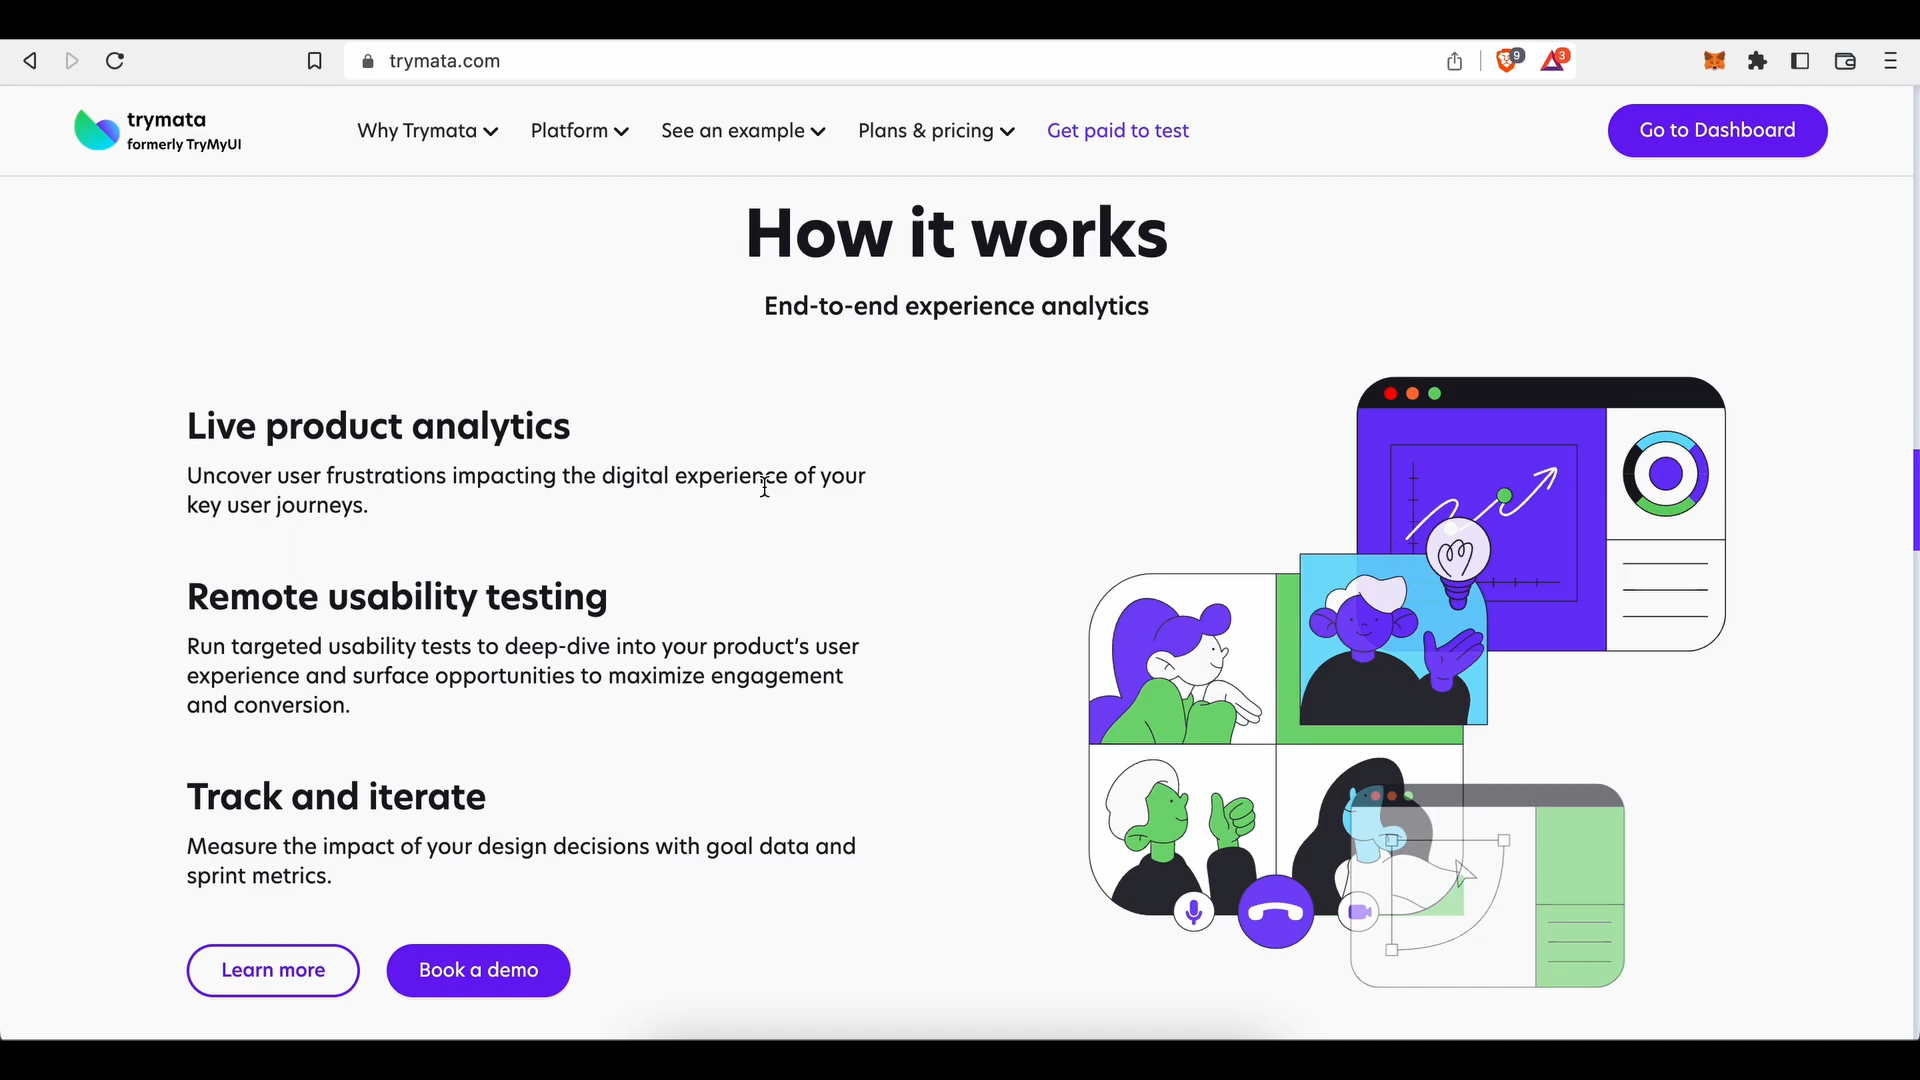 trymata.com
9
3
trymata
formerly TryMyUI
Why Trymata
Platform
See an example
Plans & pricing
Get paid to test
Go to Dashboard
How it works
End-to-end experience analytics
Live product analytics
Uncover user frustrations impacting the digital experience of your
key user journeys.
Remote usability testing
Run targeted usability tests to deep-dive into your product’s user
experience and surface opportunities to maximize engagement
and conversion.
Track and iterate
Measure the impact of your design decisions with goal data and
sprint metrics.
Learn more
Book a demo